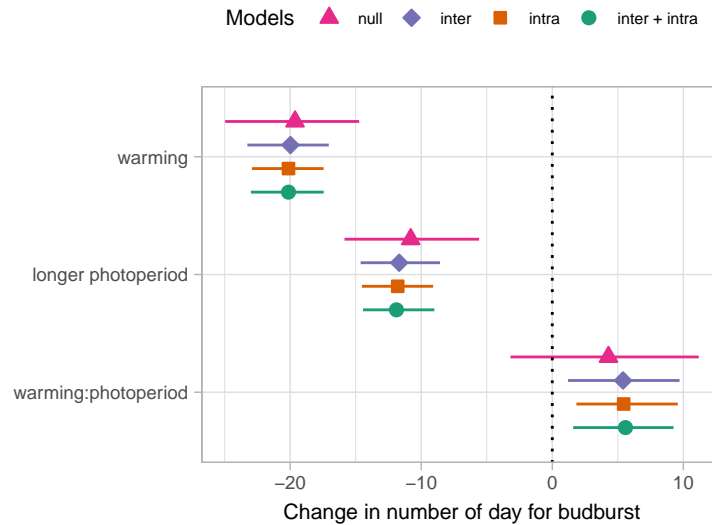 Models null inter intra inter + intra
warming
longer photoperiod
warming:photoperiod
−20 −10 0 10
Change in number of day for budburst